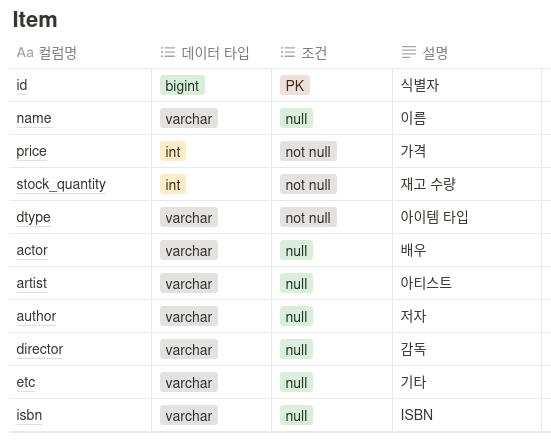 Item
Aa 컬럼명 데이터 타입 조건 설명
id bigint PK 식별자
name varchar null 이름
price int not null 가격
stock_quantity int not null 재고 수량
dtype varchar not null 아이템 타입
actor varchar null 배우
artist varchar null 아티스트
author varchar null 저자
director varchar null 감독
etc varchar null 기타
isbn varchar null ISBN